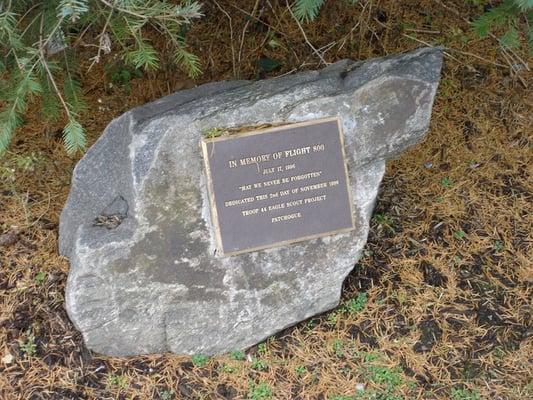 IN MEMORY OF FLIGHT 800
JULY 17, 1996
"MAY WE NEVER BE FORGOTTEN"
DEDICATED THIS 2nd DAY OF NOVEMBER 1996
TROOP 44 EAGLE SCOUT PROJECT
PATCHOGUE